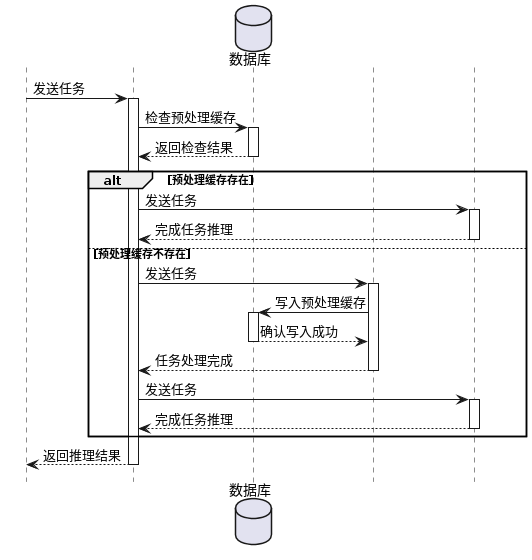 数据库
发送任务
检查预处理缓存
返回检查结果
alt [预处理缓存存在]
发送任务
完成任务推理
[预处理缓存不存在]
发送任务
写入预处理缓存
确认写入成功
任务处理完成
发送任务
完成任务推理
返回推理结果
数据库